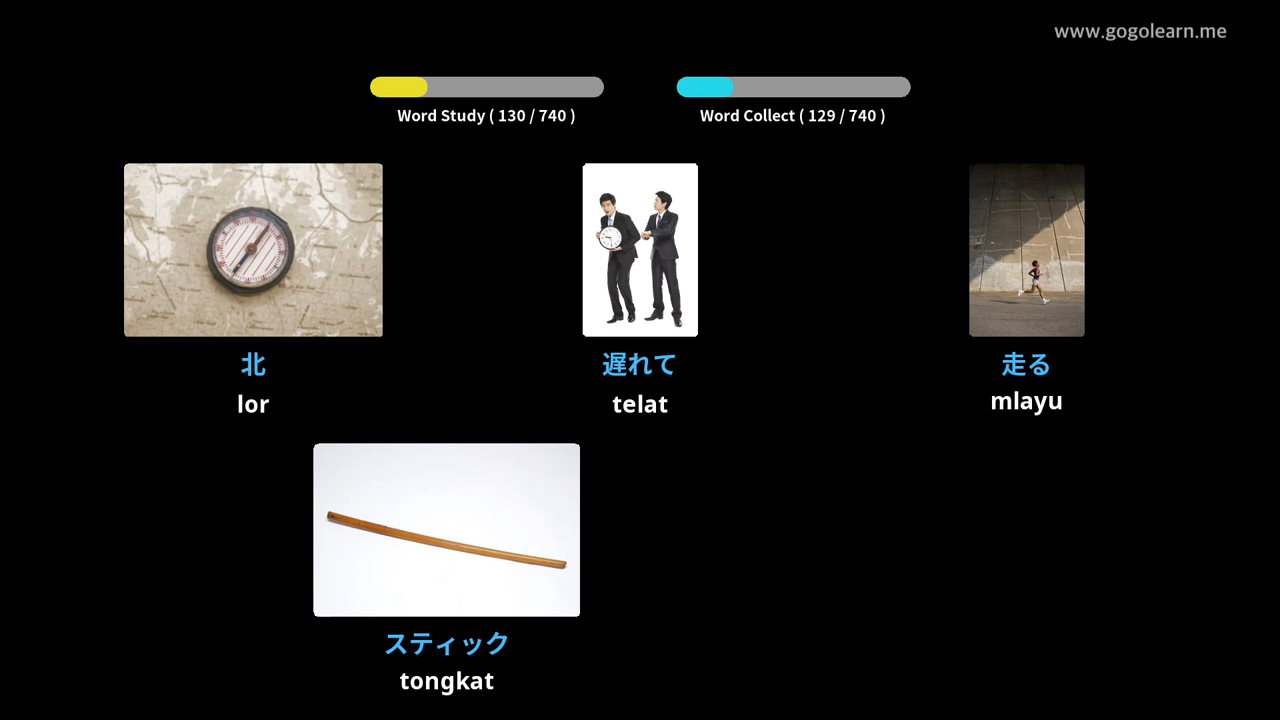 www.gogolearn.me
Word Study ( 130 / 740 )
Word Collect ( 129 / 740 )
北
lor
遅れて
telat
走る
mlayu
スティック
tongkat